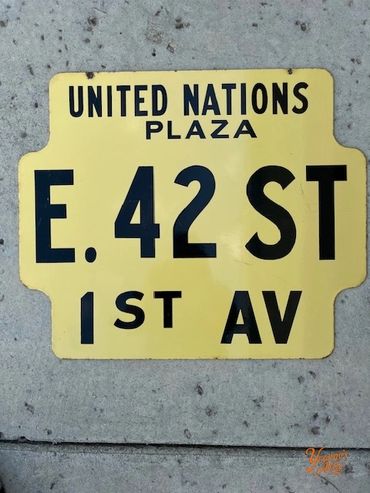 UNITED NATIONS
PLAZA
E. 42 ST
1ST AV